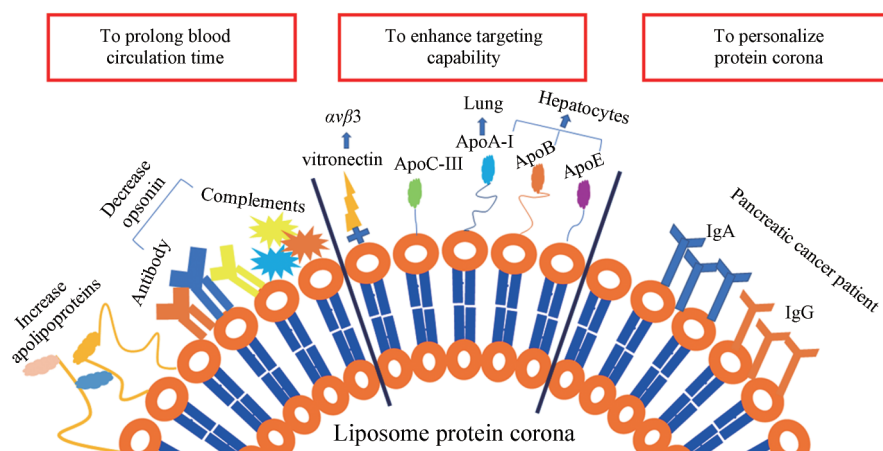 To prolong blood
circulation time
To enhance targeting
capability
To personalize
protein corona
Increase
apolipoproteins
Decrease
opsonin
Antibody
Complements
αvβ3
vitronectin
ApoC-III
Lung
ApoA-I
Hepatocytes
ApoB
ApoE
IgA
IgG
Pancreatic cancer patient
Liposome protein corona